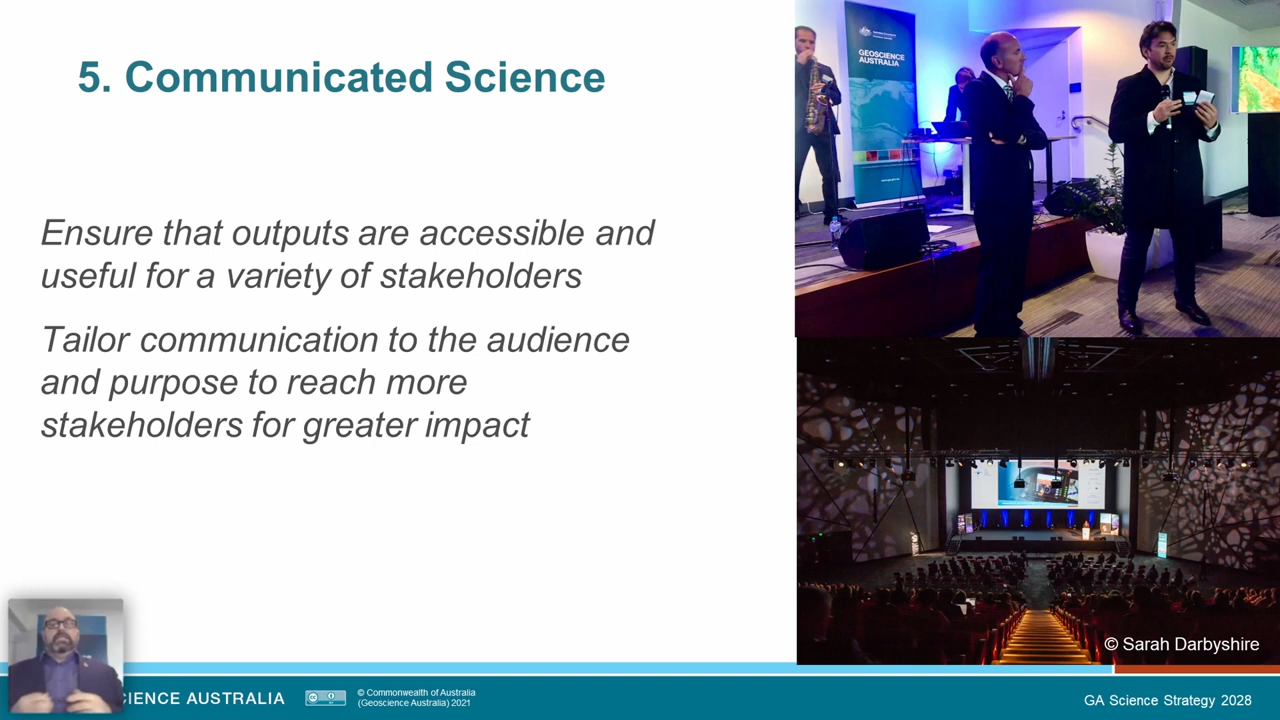 5. Communicated Science
Ensure that outputs are accessible and
useful for a variety of stakeholders
Tailor communication to the audience
and purpose to reach more
stakeholders for greater impact
GEOSCIENCE
AUSTRALIA
© Sarah Darbyshire
CIENCE AUSTRALIA
© Commonwealth of Australia
(Geoscience Australia) 2021
GA Science Strategy 2028